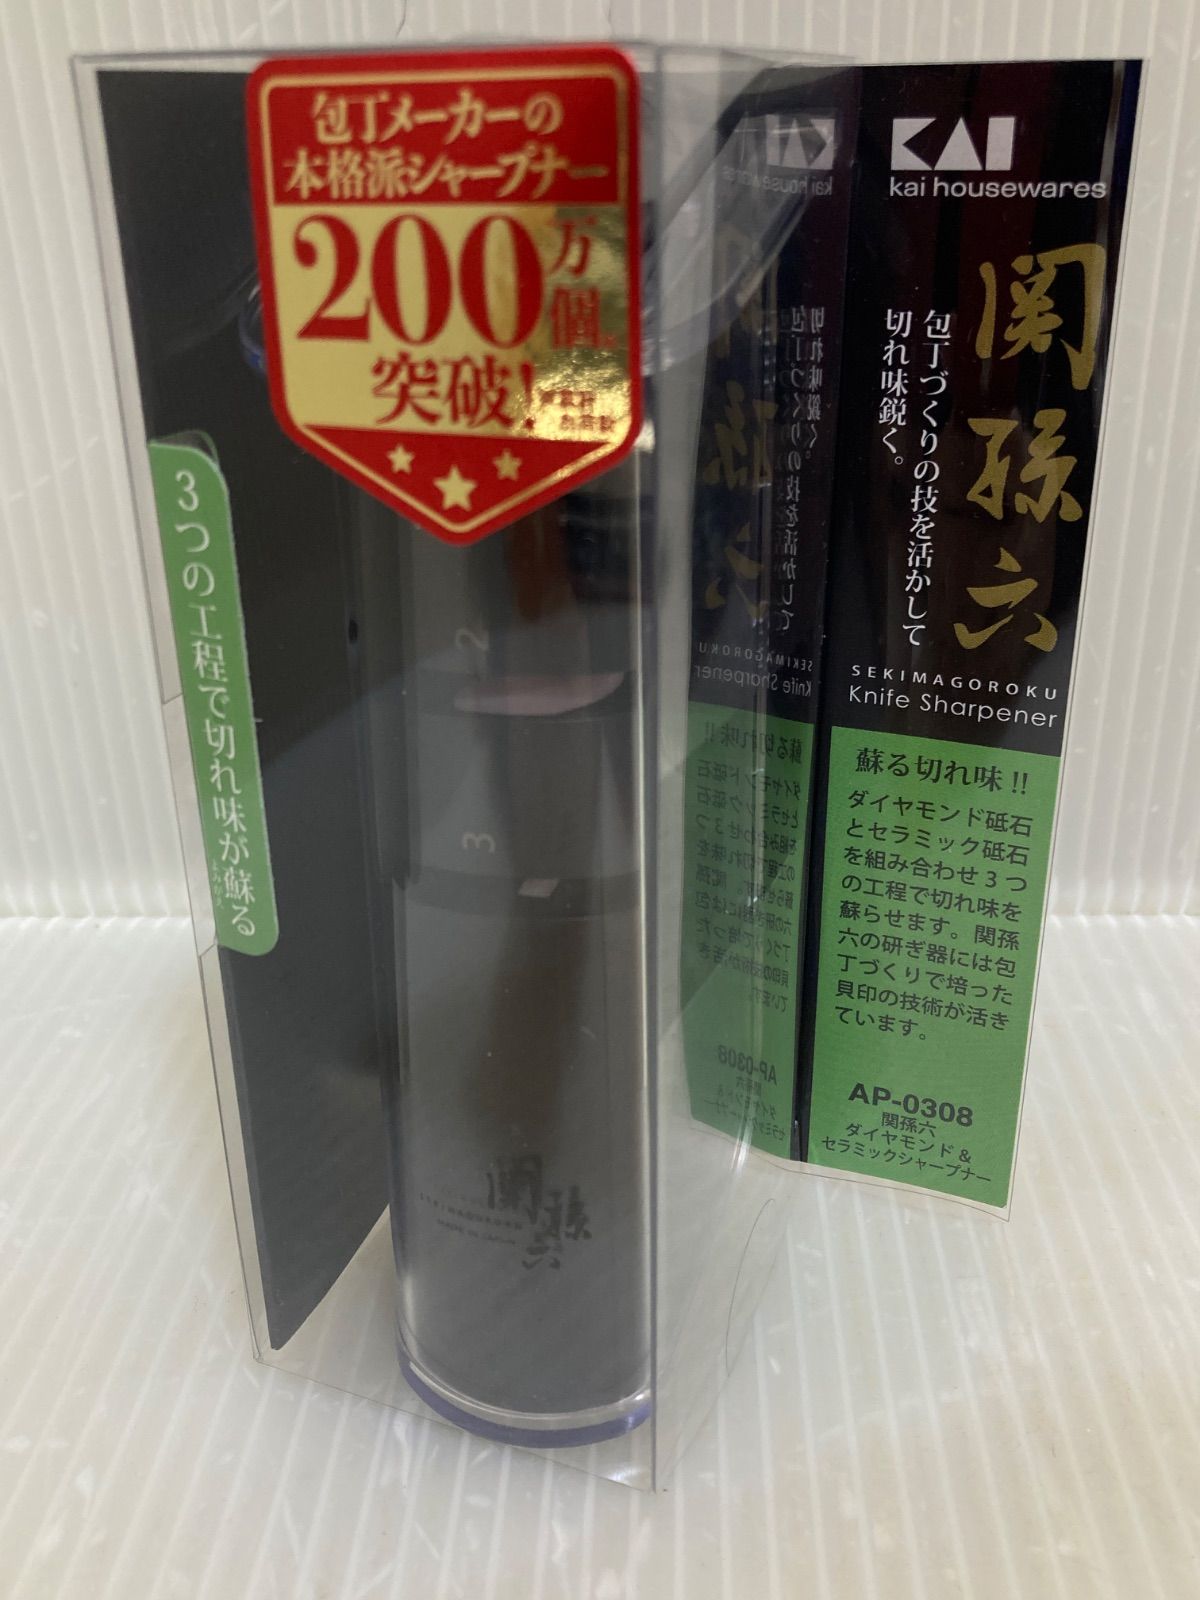 包丁メーカーの
本格派シャープナー
200万個※
突破!
3つの工程で切れ味が蘇る
よみがえ
2
3
関孫六
KAI
kai housewares
関孫六
包丁づくりの技を活かして
切れ味鋭く。
SEKIMAGOROKU
Knife Sharpener
蘇る切れ味!!
ダイヤモンド砥石
とセラミック砥石
を組み合わせ3つ
の工程で切れ味を
蘇らせます。関孫
六の研ぎ器には包
丁づくりで培った
貝印の技術が活き
ています。
AP-0308
関孫六
ダイヤモンド&
セラミックシャープナー